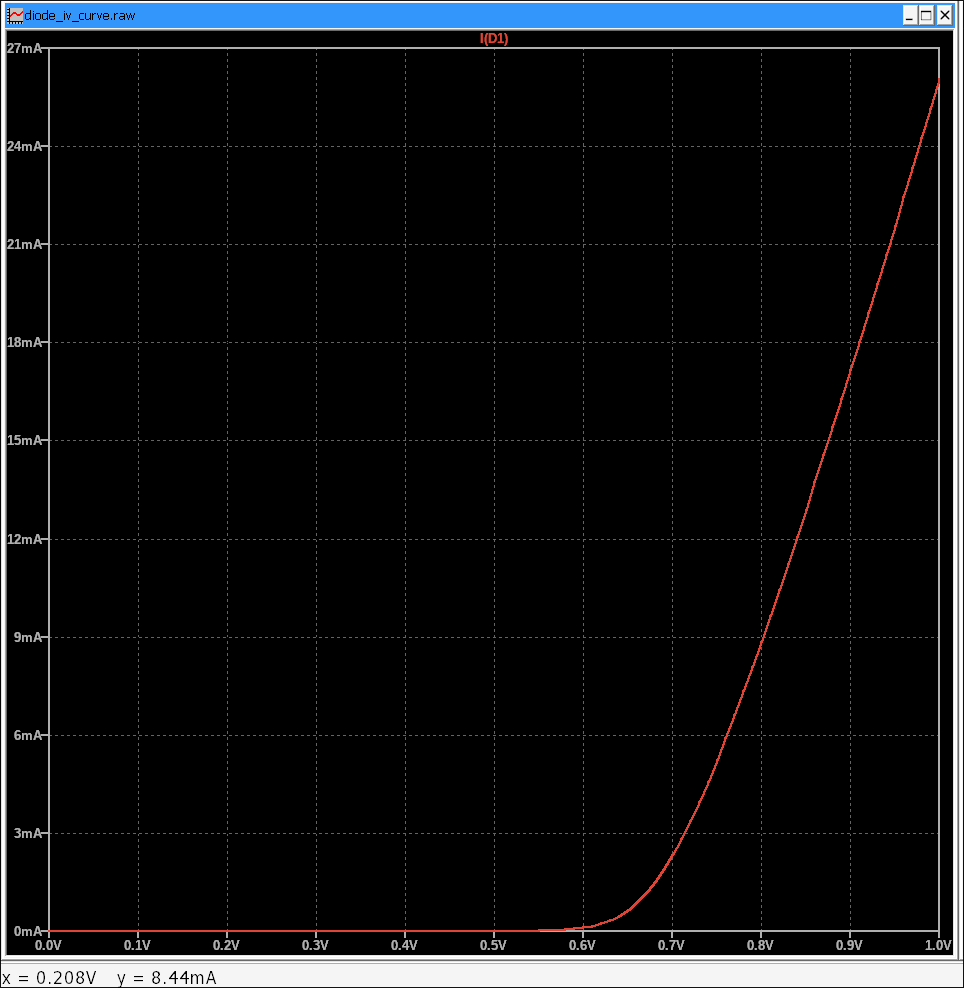 diode_iv_curve.raw
I(D1)
27mA
24mA
21mA
18mA
15mA
12mA
9mA
6mA
3mA
0mA
0.0V 0.1V 0.2V 0.3V 0.4V 0.5V 0.6V 0.7V 0.8V 0.9V 1.0V
x = 0.208V y = 8.44mA